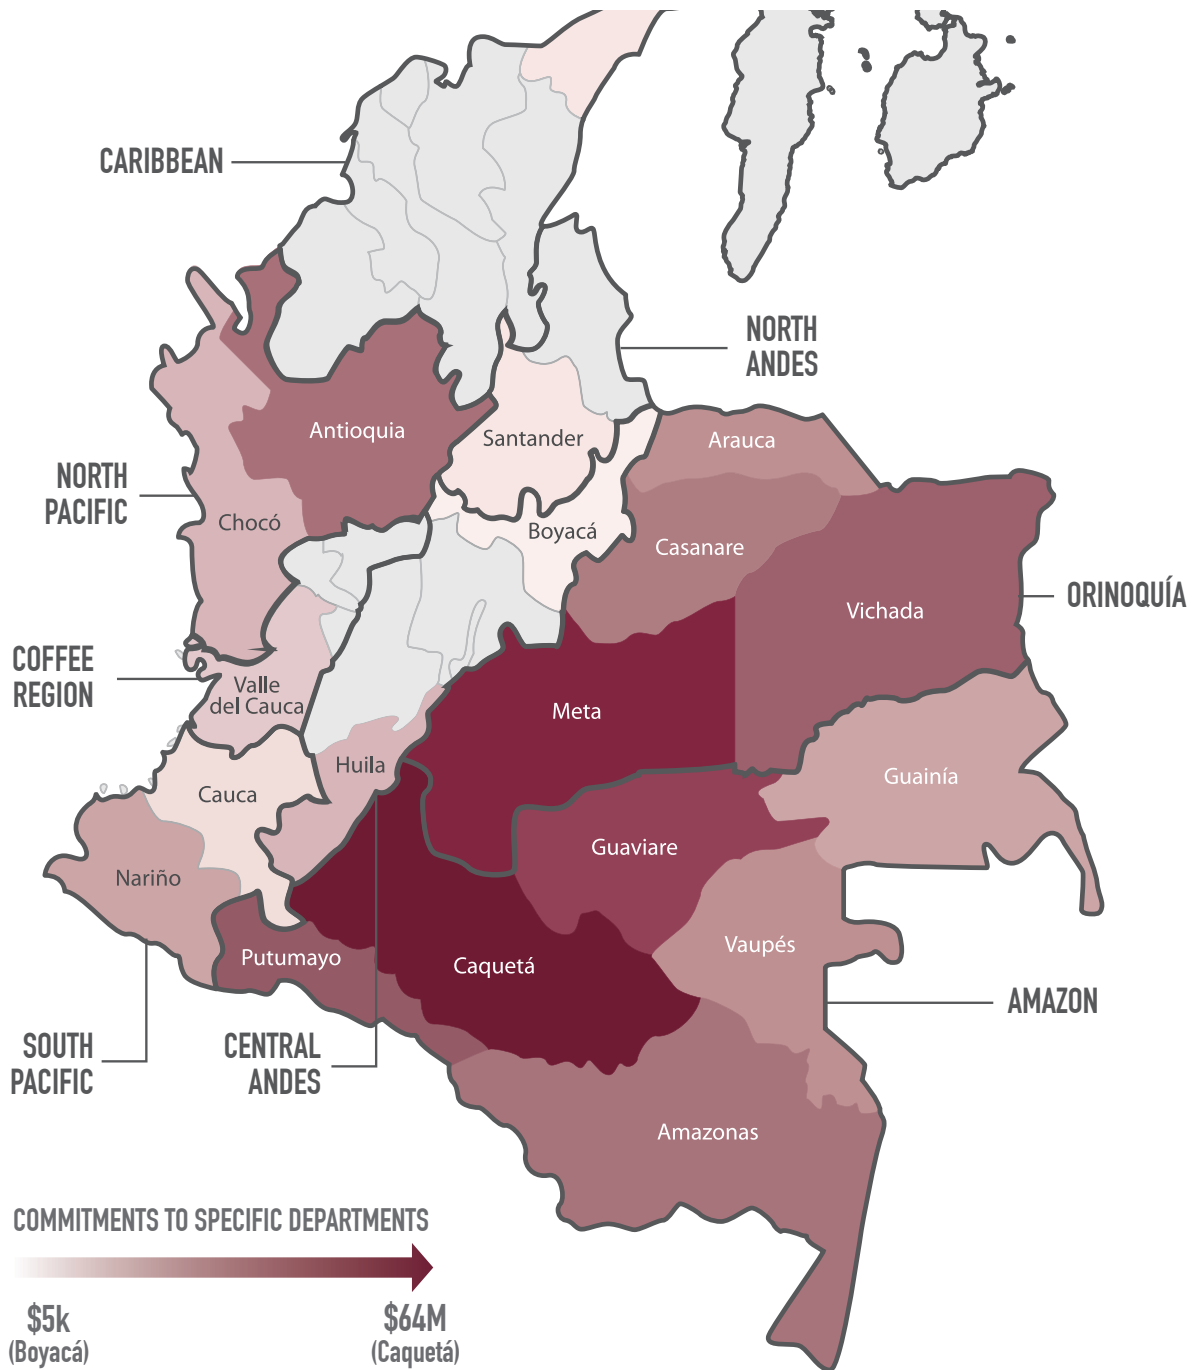 CARIBBEAN
NORTH
ANDES
Antioquia
Santander
Arauca
NORTH
PACIFIC
Chocó
Boyacá
Casanare
Vichada
ORINOQUÍA
COFFEE
REGION
Valle
del Cauca
Meta
Huila
Guainía
Cauca
Guaviare
Nariño
Putumayo
Caquetá
Vaupés
AMAZON
SOUTH
PACIFIC
CENTRAL
ANDES
Amazonas
COMMITMENTS TO SPECIFIC DEPARTMENTS
$5k
(Boyacá)
$64M
(Caquetá)